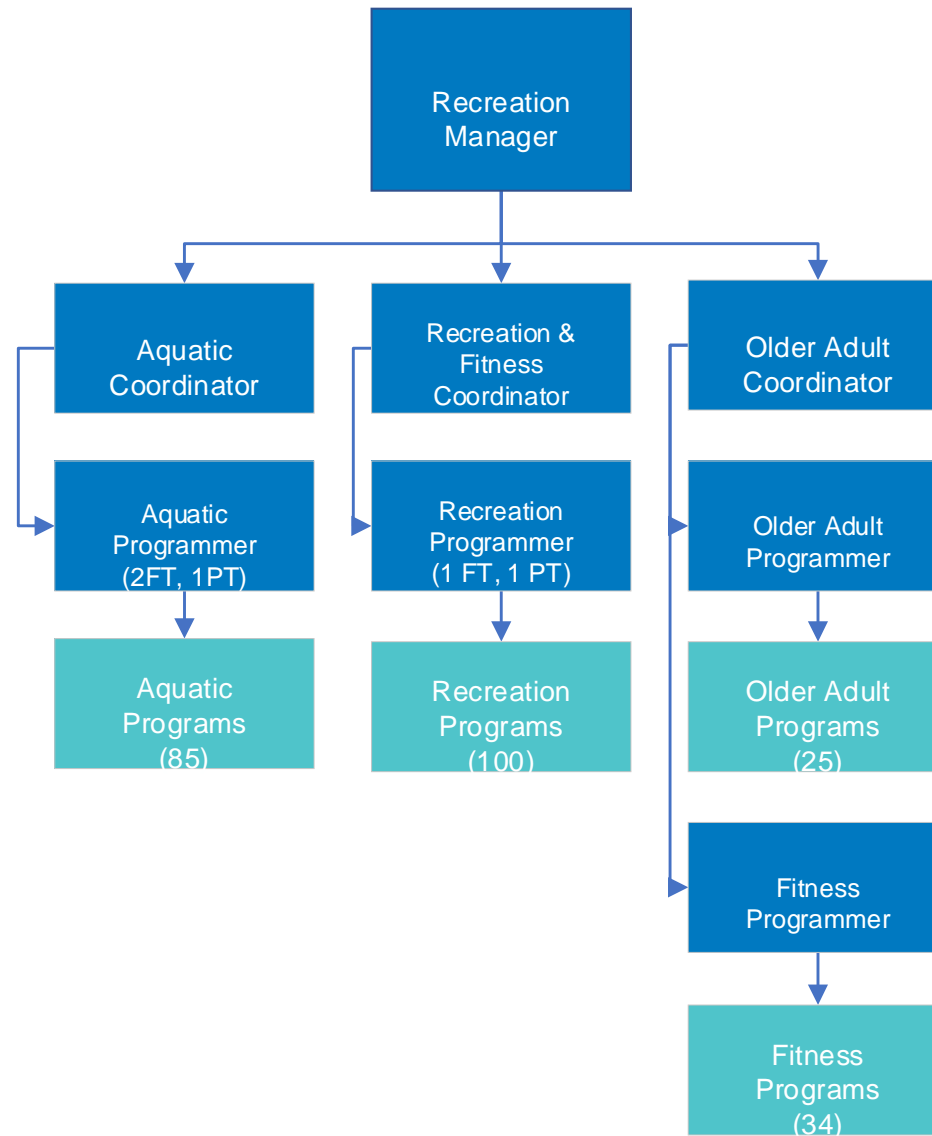 Recreation
Manager
Aquatic
Coordinator
Recreation &
Fitness
Coordinator
Older Adult
Coordinator
Aquatic
Programmer
(2FT, 1PT)
Recreation
Programmer
(1 FT, 1 PT)
Older Adult
Programmer
Aquatic
Programs
(85)
Recreation
Programs
(100)
Older Adult
Programs
(25)
Fitness
Programmer
Fitness
Programs
(34)